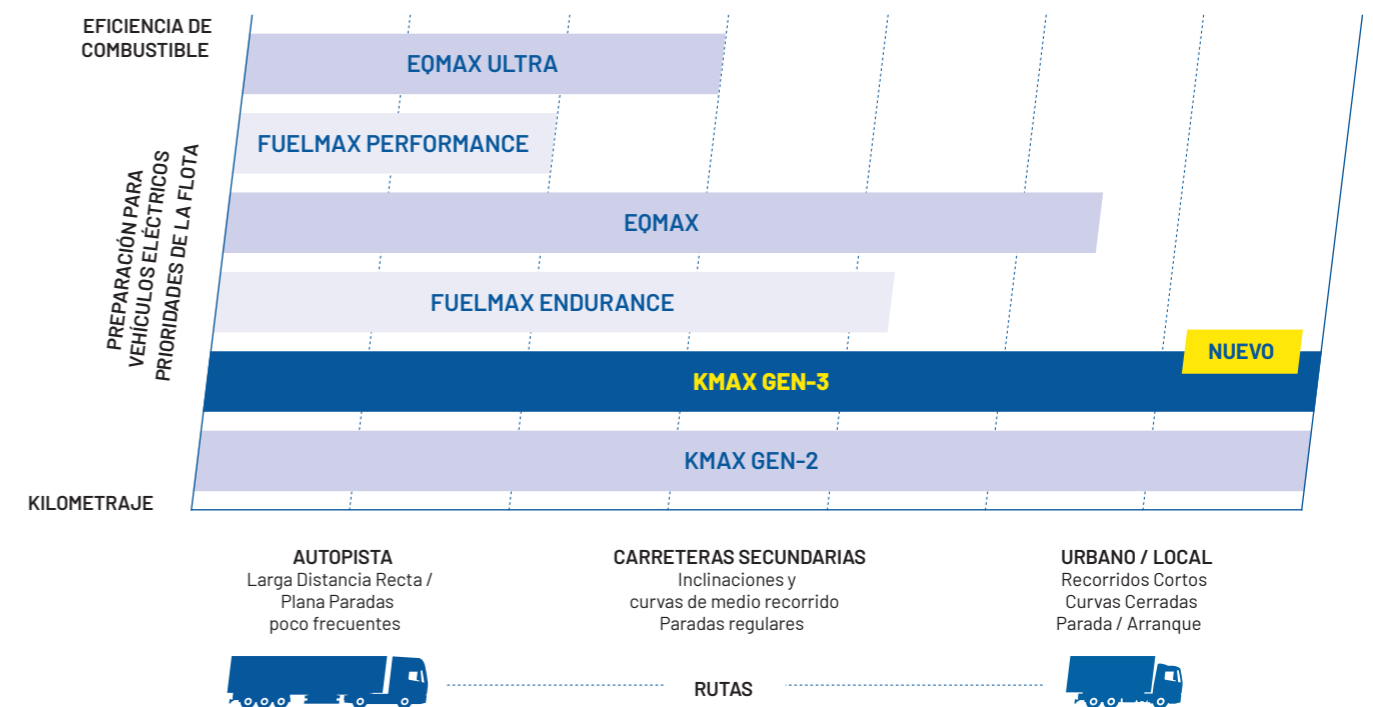 EFICIENCIA DE
COMBUSTIBLE
EQMAX ULTRA
FUELMAX PERFORMANCE
PREPARACIÓN PARA
VEHÍCULOS ELÉCTRICOS
PRIORIDADES DE LA FLOTA
EQMAX
FUELMAX ENDURANCE
NUEVO
KMAX GEN-3
KMAX GEN-2
KILOMETRAJE
AUTOPISTA
Larga Distancia Recta /
Plana Paradas
poco frecuentes
CARRETERAS SECUNDARIAS
Inclinaciones y
curvas de medio recorrido
Paradas regulares
URBANO / LOCAL
Recorridos Cortos
Curvas Cerradas
Parada / Arranque
RUTAS